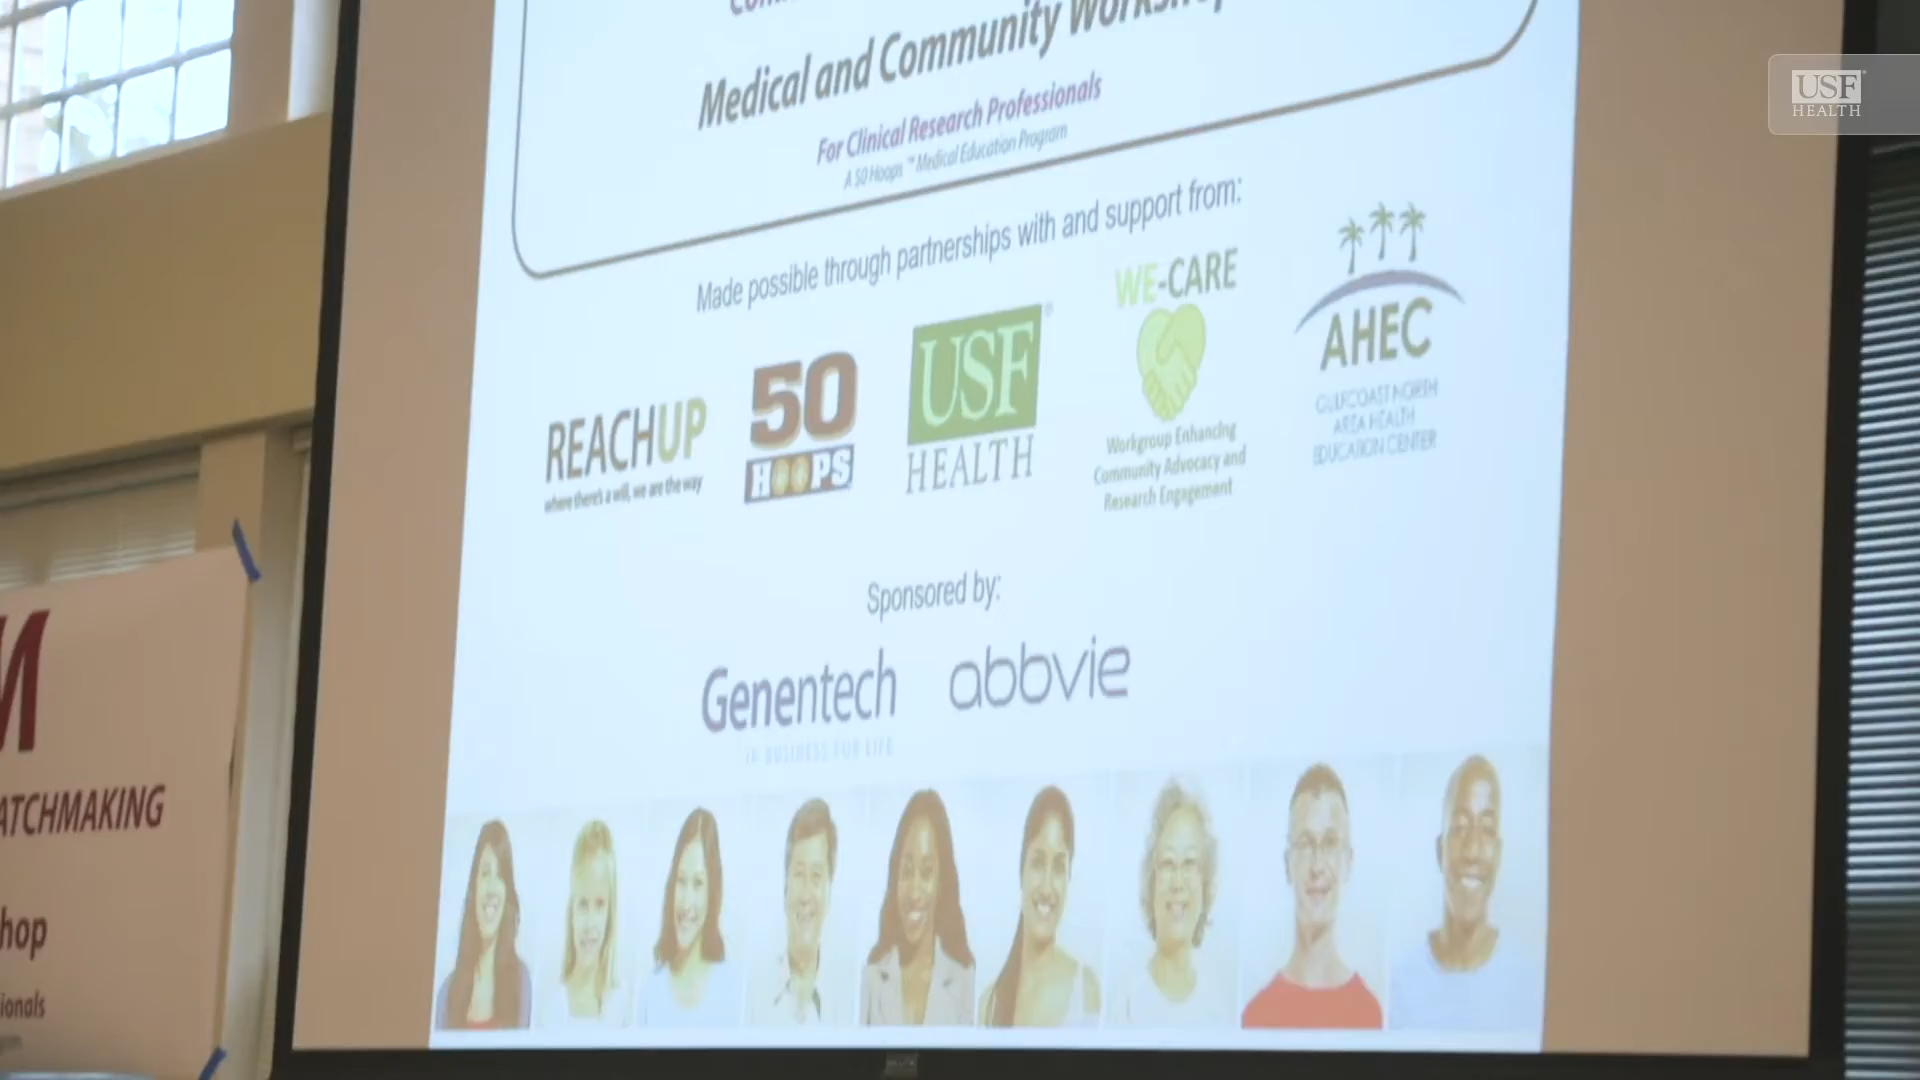 Medical and Community Workshop
For Clinical Research Professionals
A 50 Hoops™ Medical Education Program
Made possible through partnerships with and support from:
REACHUP
where there's a will, we are the way
50
HOOPS
USF
HEALTH
WE-CARE
Workgroup Enhancing
Community Advocacy and
Research Engagement
AHEC
GULFCOAST NORTH
AREA HEALTH
EDUCATION CENTER
Sponsored by:
Genentech
IN BUSINESS FOR LIFE
abbvie
M
ATCHMAKING
hop
ionals
USF
HEALTH